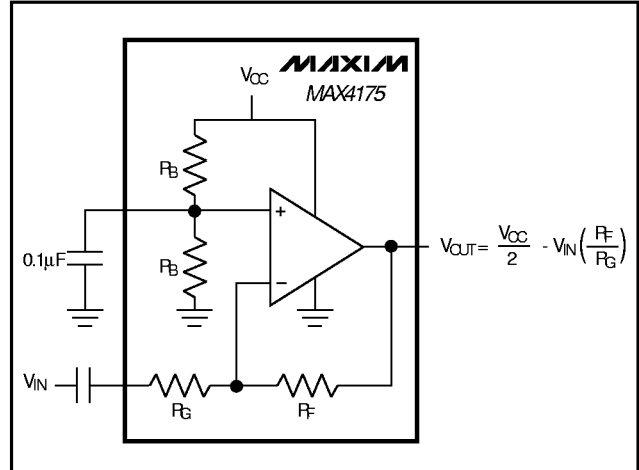 MAXIM
MAX4175
VCC
RB
+
0.1µF
RB
−
VOUT = VCC/2 - VIN(RF/RG)
VIN
RG
RF